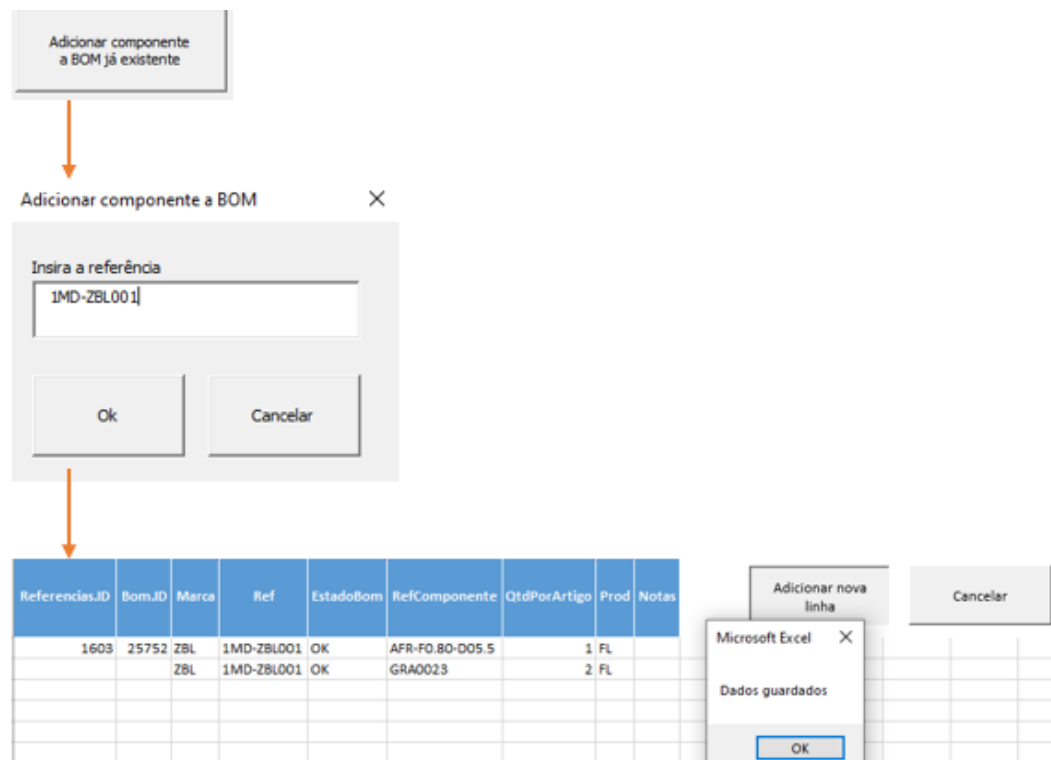 Adicionar componente
a BOM já existente
Adicionar componente a BOM
Insira a referência
1MD-ZBL001
Ok Cancelar
Referencias.ID Bom.ID Marca Ref EstadoBom RefComponente QtdPorArtigo Prod Notas
Adicionar nova
linha
Cancelar
1603 25752 ZBL 1MD-ZBL001 OK AFR-F0.80-D05.5 1 FL
ZBL 1MD-ZBL001 OK GRA0023 2 FL
Microsoft Excel
Dados guardados
OK